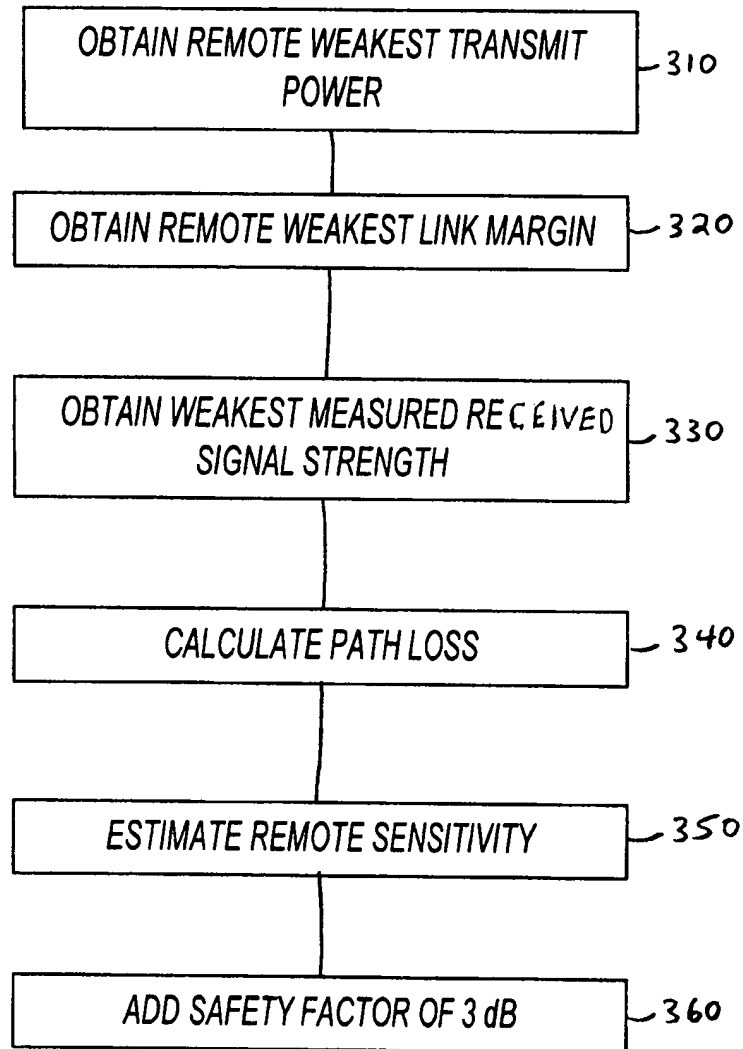 OBTAIN REMOTE WEAKEST TRANSMIT
POWER
310
OBTAIN REMOTE WEAKEST LINK MARGIN
320
OBTAIN WEAKEST MEASURED RECEIVED
SIGNAL STRENGTH
330
CALCULATE PATH LOSS
340
ESTIMATE REMOTE SENSITIVITY
350
ADD SAFETY FACTOR OF 3 dB
360